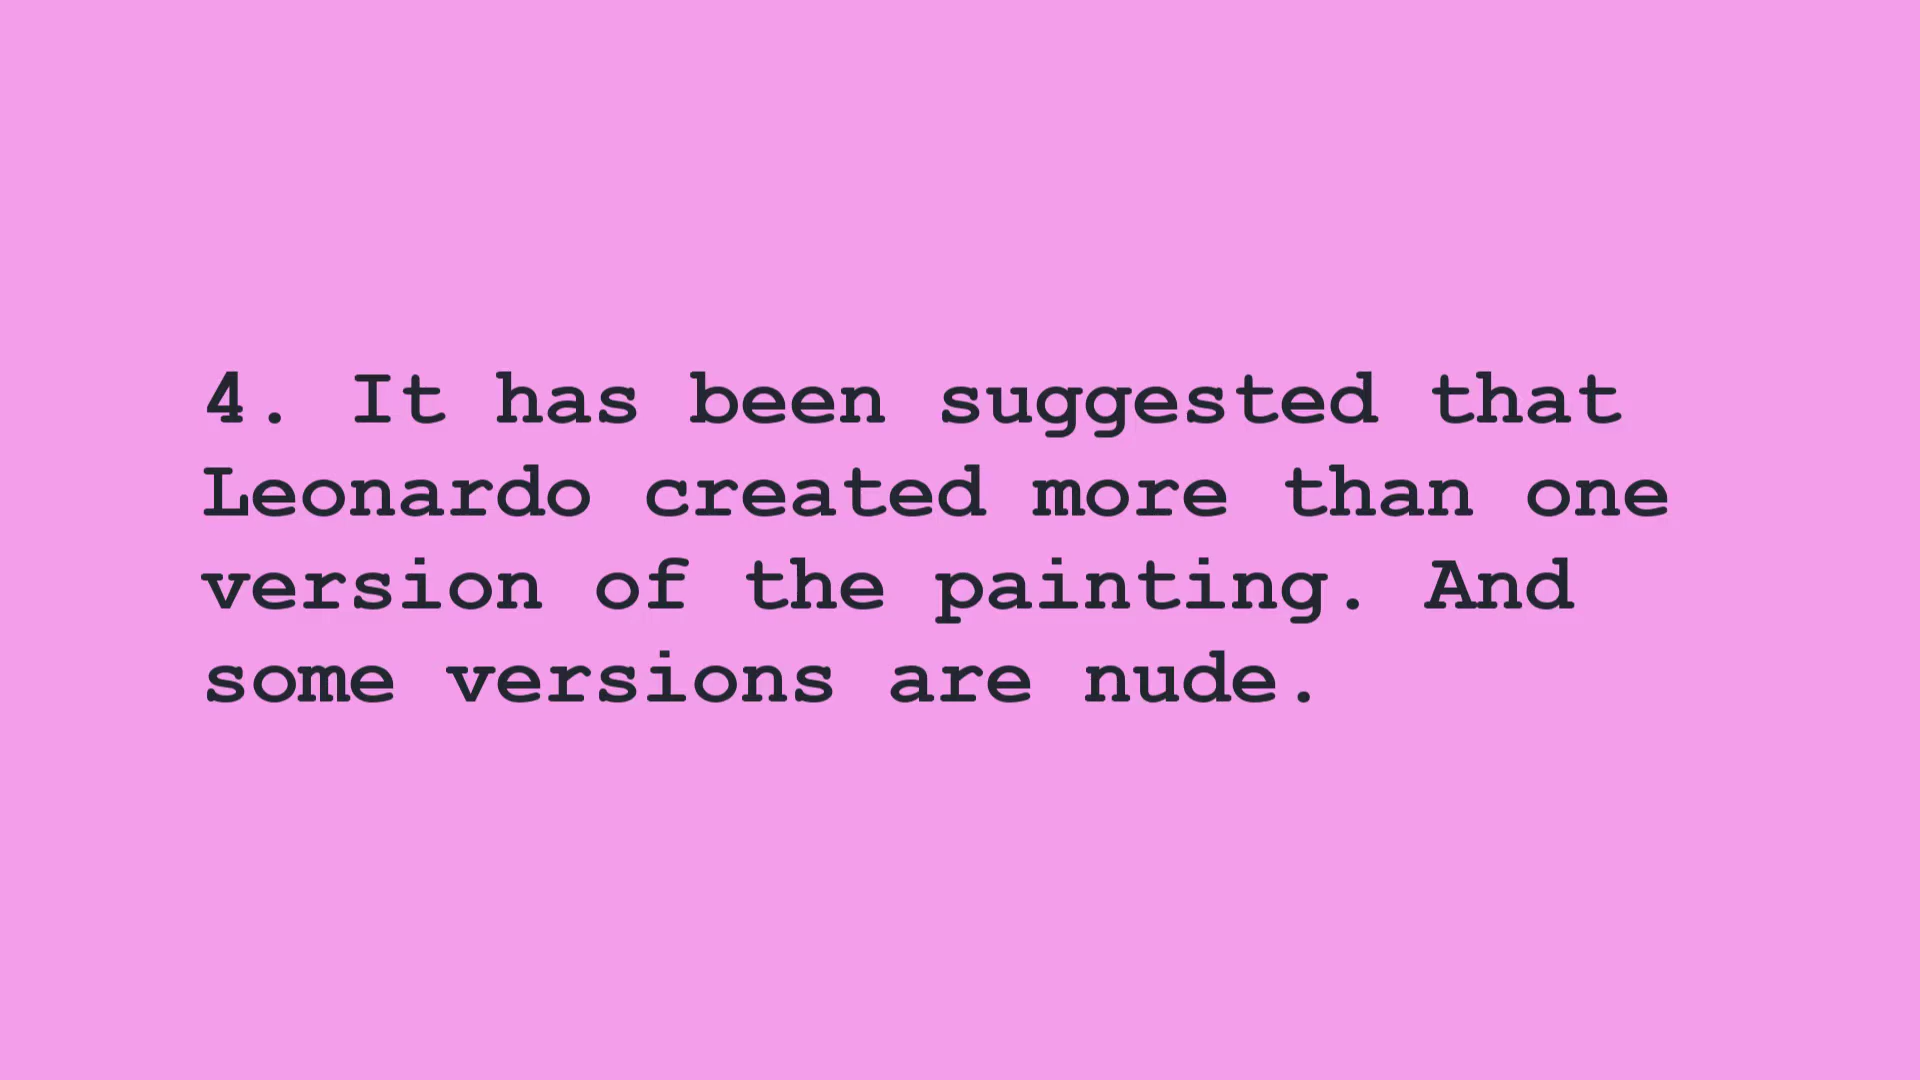 4. It has been suggested that
Leonardo created more than one
version of the painting. And
some versions are nude.